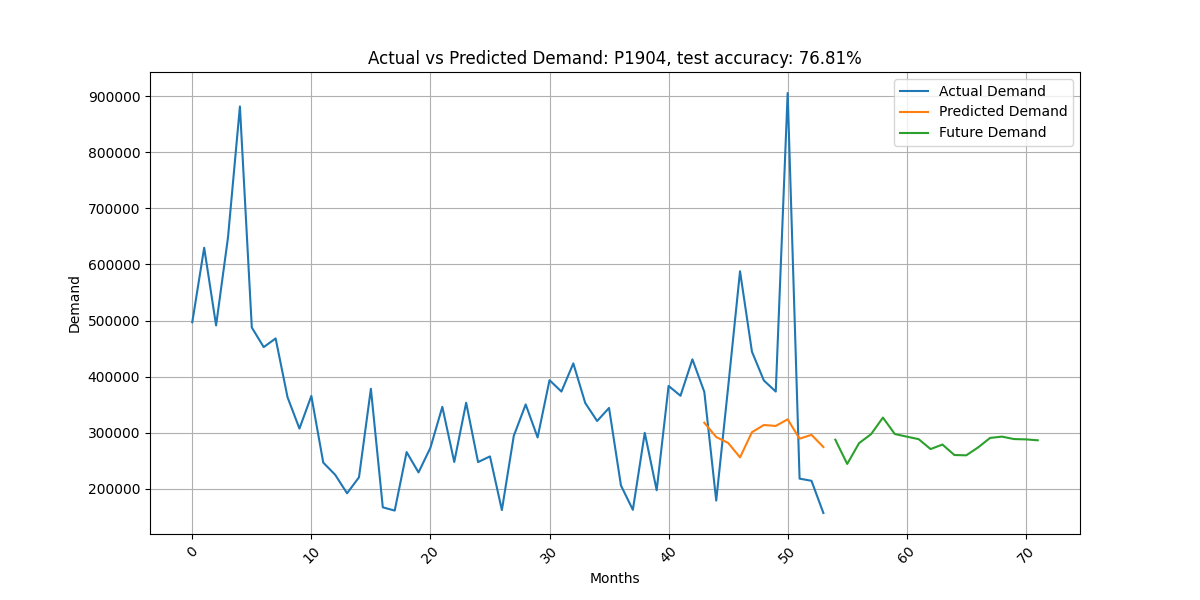 Actual vs Predicted Demand: P1904, test accuracy: 76.81%
Actual Demand
Predicted Demand
Future Demand
Demand
900000
800000
700000
600000
500000
400000
300000
200000
0
10
20
30
40
50
60
70
Months